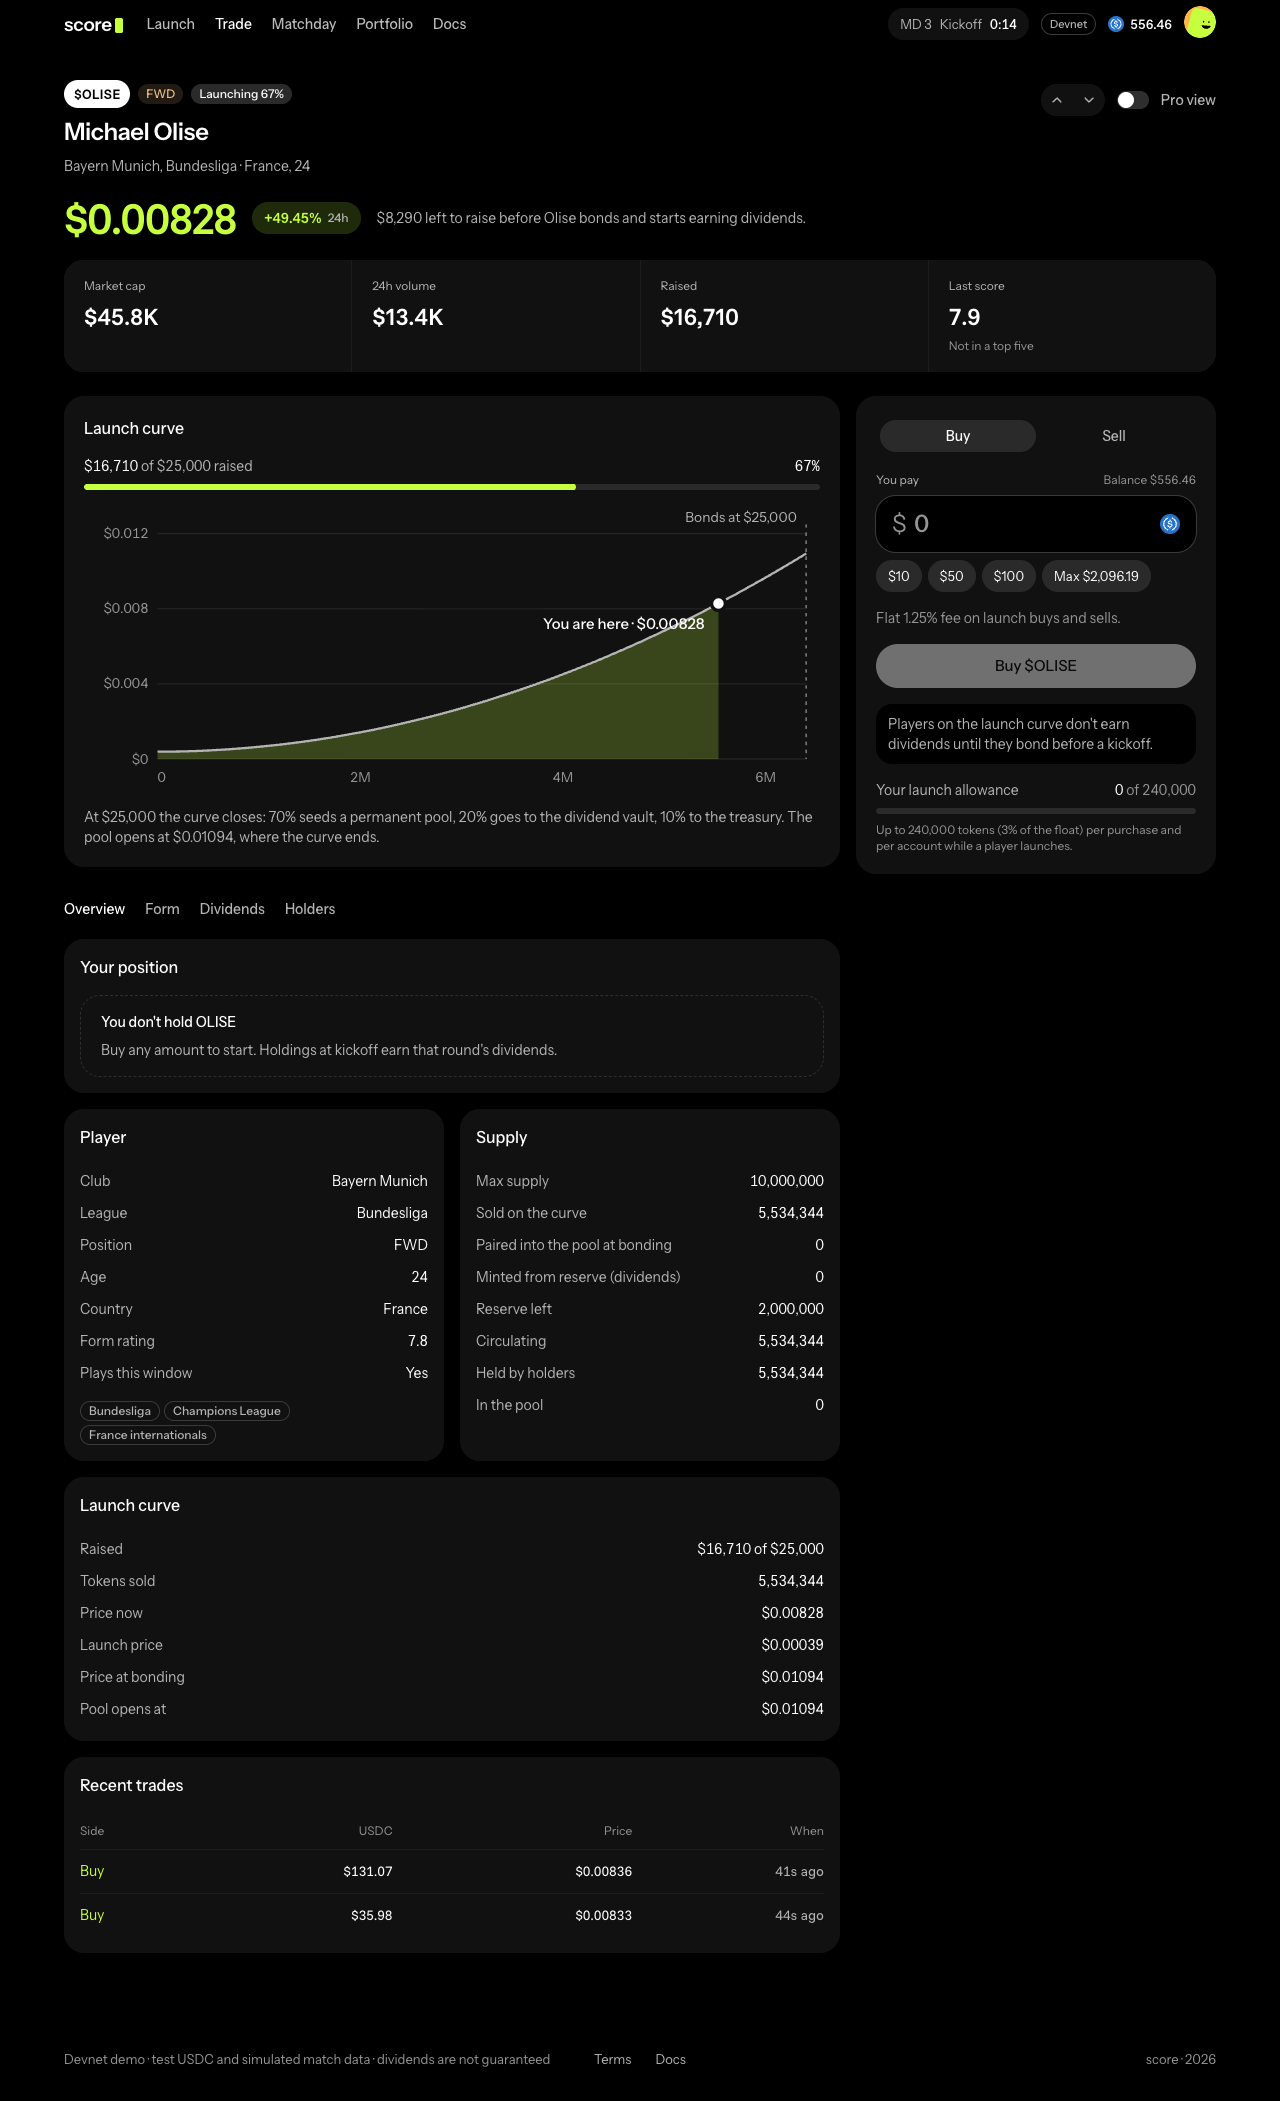 score
Launch
Trade
Matchday
Portfolio
Docs
MD 3 Kickoff 0:14
Devnet
556.46
$OLISE
FWD
Launching 67%
Pro view
Michael Olise
Bayern Munich, Bundesliga · France, 24
$0.00828
+49.45% 24h
$8,290 left to raise before Olise bonds and starts earning dividends.
Market cap
$45.8K
24h volume
$13.4K
Raised
$16,710
Last score
7.9
Not in a top five
Launch curve
$16,710 of $25,000 raised
67%
Bonds at $25,000
$0.012
$0.008
You are here · $0.00828
$0.004
$0
0
2M
4M
6M
At $25,000 the curve closes: 70% seeds a permanent pool, 20% goes to the dividend vault, 10% to the treasury. The
pool opens at $0.01094, where the curve ends.
Buy
Sell
You pay
Balance $556.46
$ 0
$10
$50
$100
Max $2,096.19
Flat 1.25% fee on launch buys and sells.
Buy $OLISE
Players on the launch curve don't earn
dividends until they bond before a kickoff.
Your launch allowance
0 of 240,000
Up to 240,000 tokens (3% of the float) per purchase and
per account while a player launches.
Overview
Form
Dividends
Holders
Your position
You don't hold OLISE
Buy any amount to start. Holdings at kickoff earn that round's dividends.
Player
Club
Bayern Munich
League
Bundesliga
Position
FWD
Age
24
Country
France
Form rating
7.8
Plays this window
Yes
Bundesliga
Champions League
France internationals
Supply
Max supply
10,000,000
Sold on the curve
5,534,344
Paired into the pool at bonding
0
Minted from reserve (dividends)
0
Reserve left
2,000,000
Circulating
5,534,344
Held by holders
5,534,344
In the pool
0
Launch curve
Raised
$16,710 of $25,000
Tokens sold
5,534,344
Price now
$0.00828
Launch price
$0.00039
Price at bonding
$0.01094
Pool opens at
$0.01094
Recent trades
Side
USDC
Price
When
Buy
$131.07
$0.00836
41s ago
Buy
$35.98
$0.00833
44s ago
Devnet demo · test USDC and simulated match data · dividends are not guaranteed
Terms
Docs
score · 2026